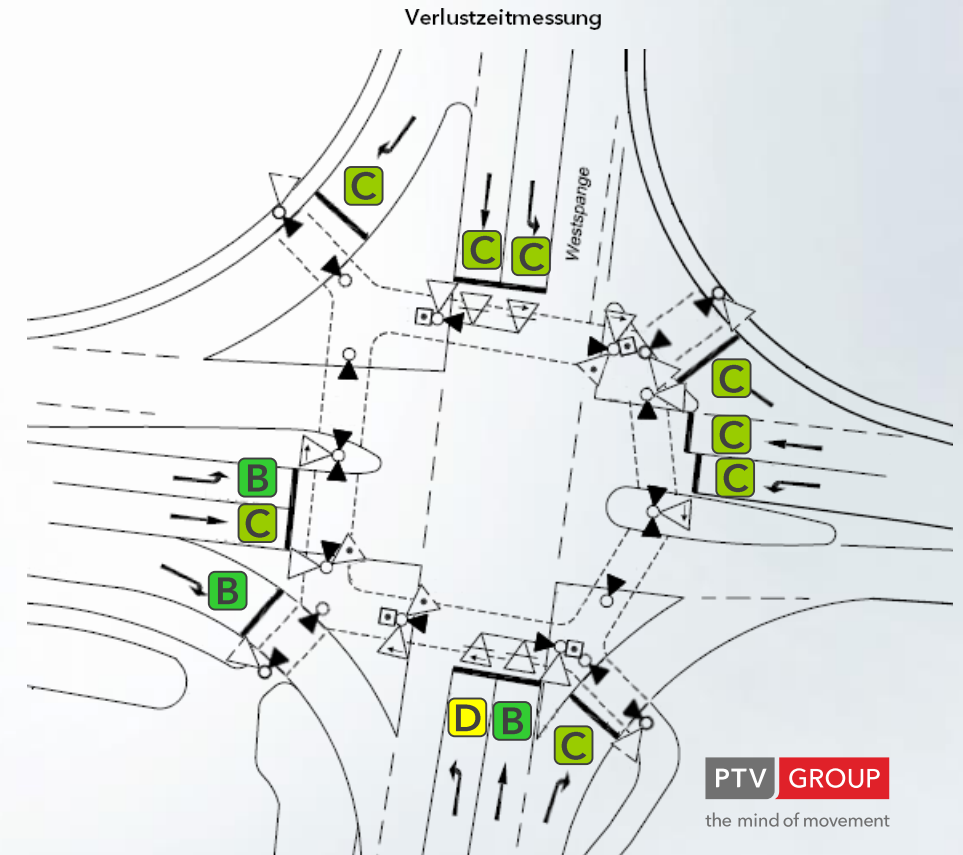 Verlustzeitmessung
C
C
C
Westspange
C
C
C
B
C
B
D
B
C
PTV GROUP
the mind of movement